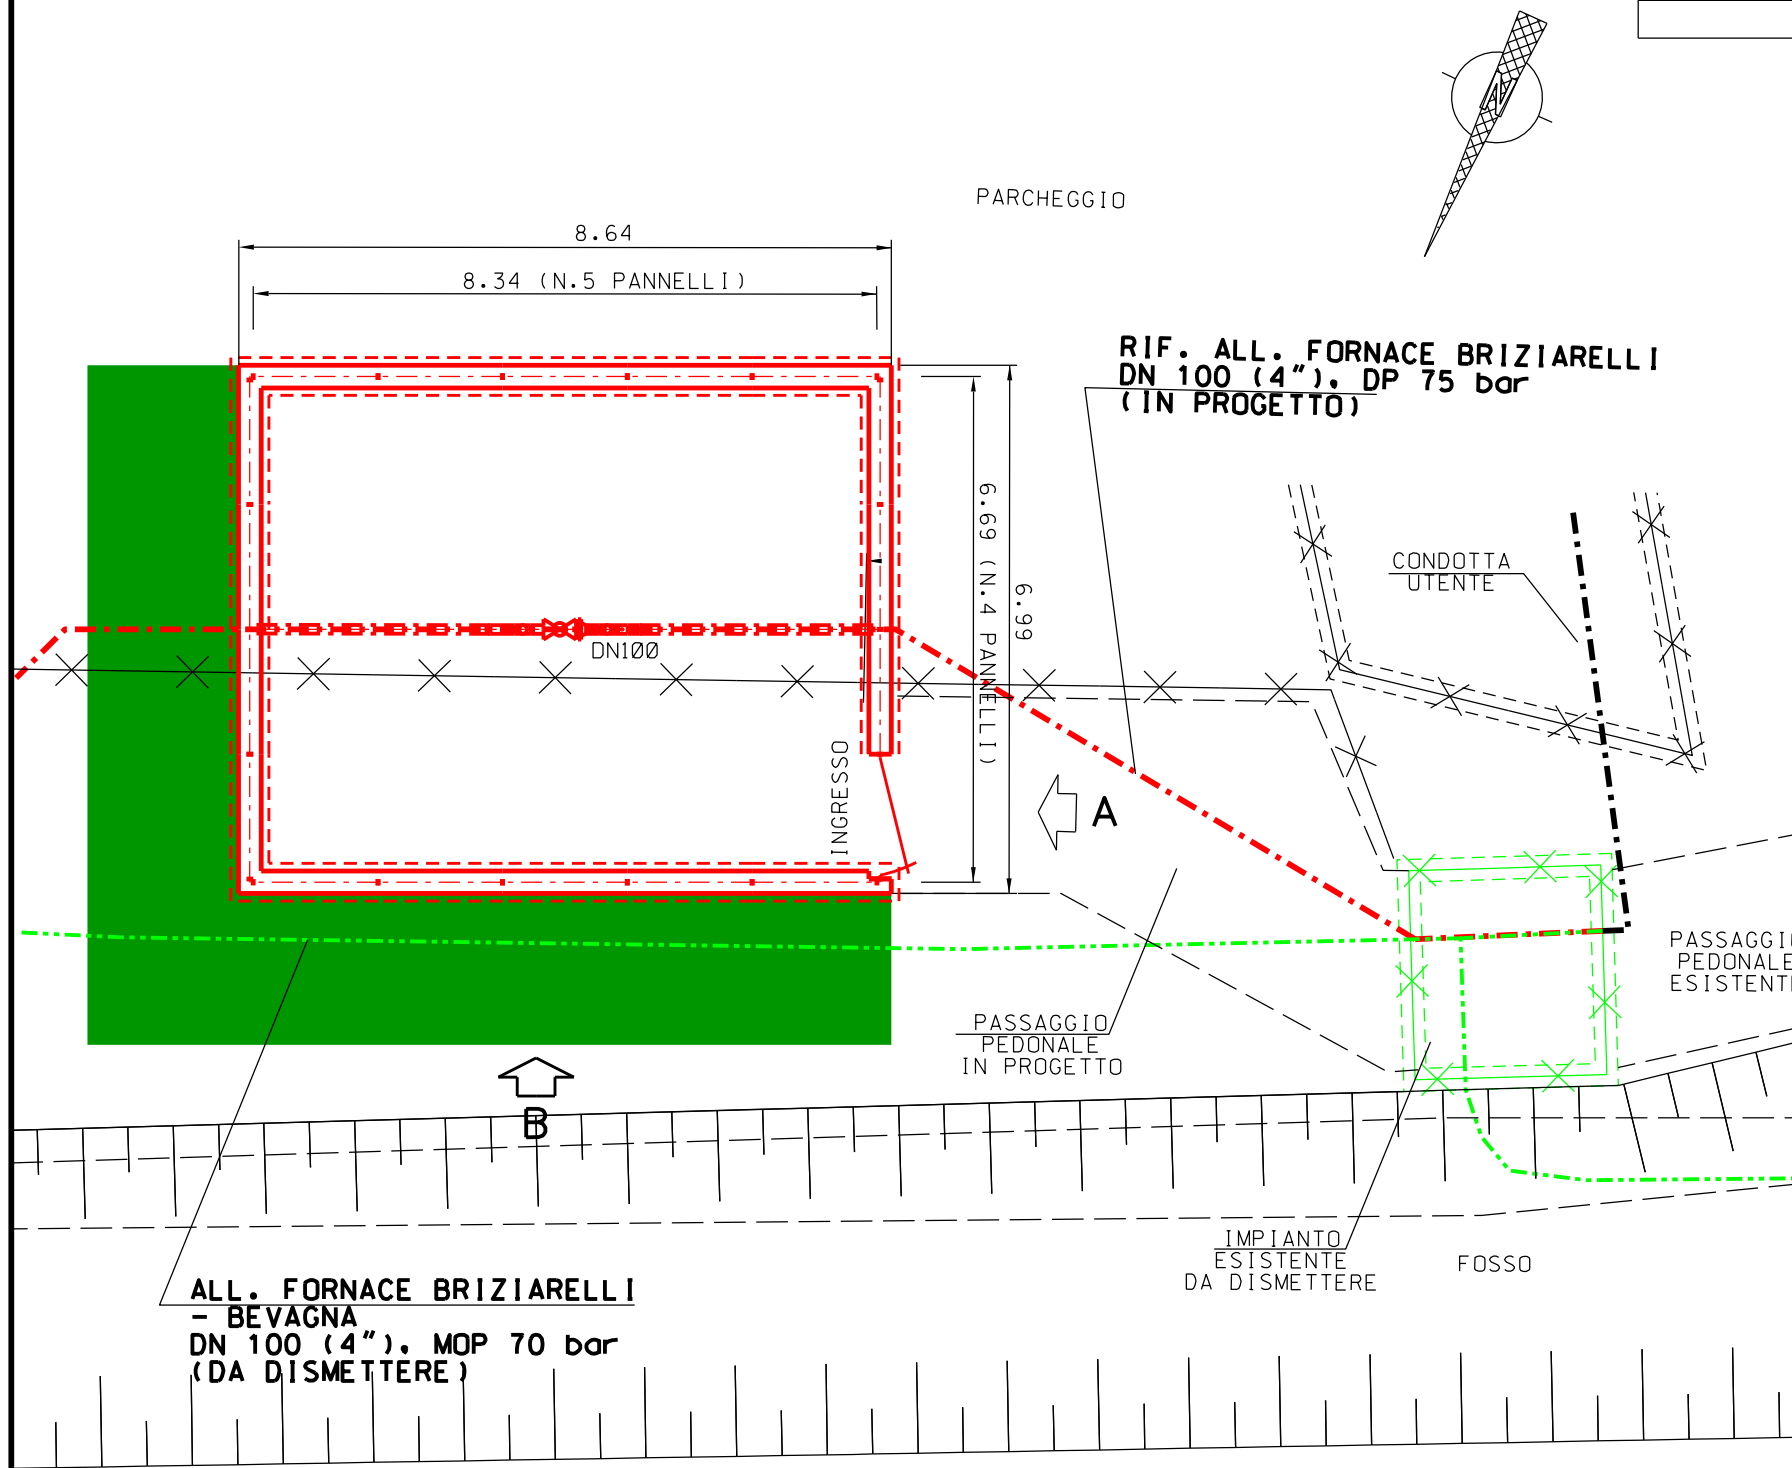 N
PARCHEGGIO
8.64
8.34 (N.5 PANNELLI)
RIF. ALL. FORNACE BRIZIARELLI
DN 100 (4"), DP 75 bar
(IN PROGETTO)
6.69 (N.4 PANNELLI)
6.99
CONDOTTA
UTENTE
DN100
INGRESSO
A
PASSAGGIO
PEDONALE
IN PROGETTO
PASSAGGIO
PEDONALE
ESISTENTE
B
IMPIANTO
ESISTENTE
DA DISMETTERE
FOSSO
ALL. FORNACE BRIZIARELLI
- BEVAGNA
DN 100 (4"), MOP 70 bar
(DA DISMETTERE)